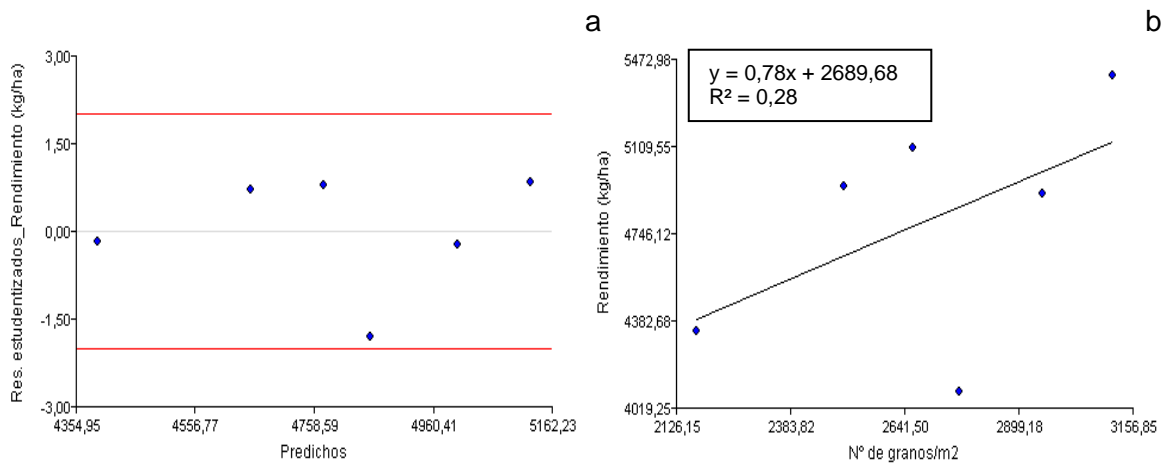 a
3,00
1,50
0,00
-1,50
-3,00
Res. estudentizados_Rendimiento (kg/ha)
4354,95 4556,77 4758,59 4960,41 5162,23
Predichos
b
y = 0,78x + 2689,68
R² = 0,28
5472,98
5109,55
4746,12
4382,68
4019,25
Rendimiento (kg/ha)
2126,15 2383,82 2641,50 2899,18 3156,85
Nº de granos/m2